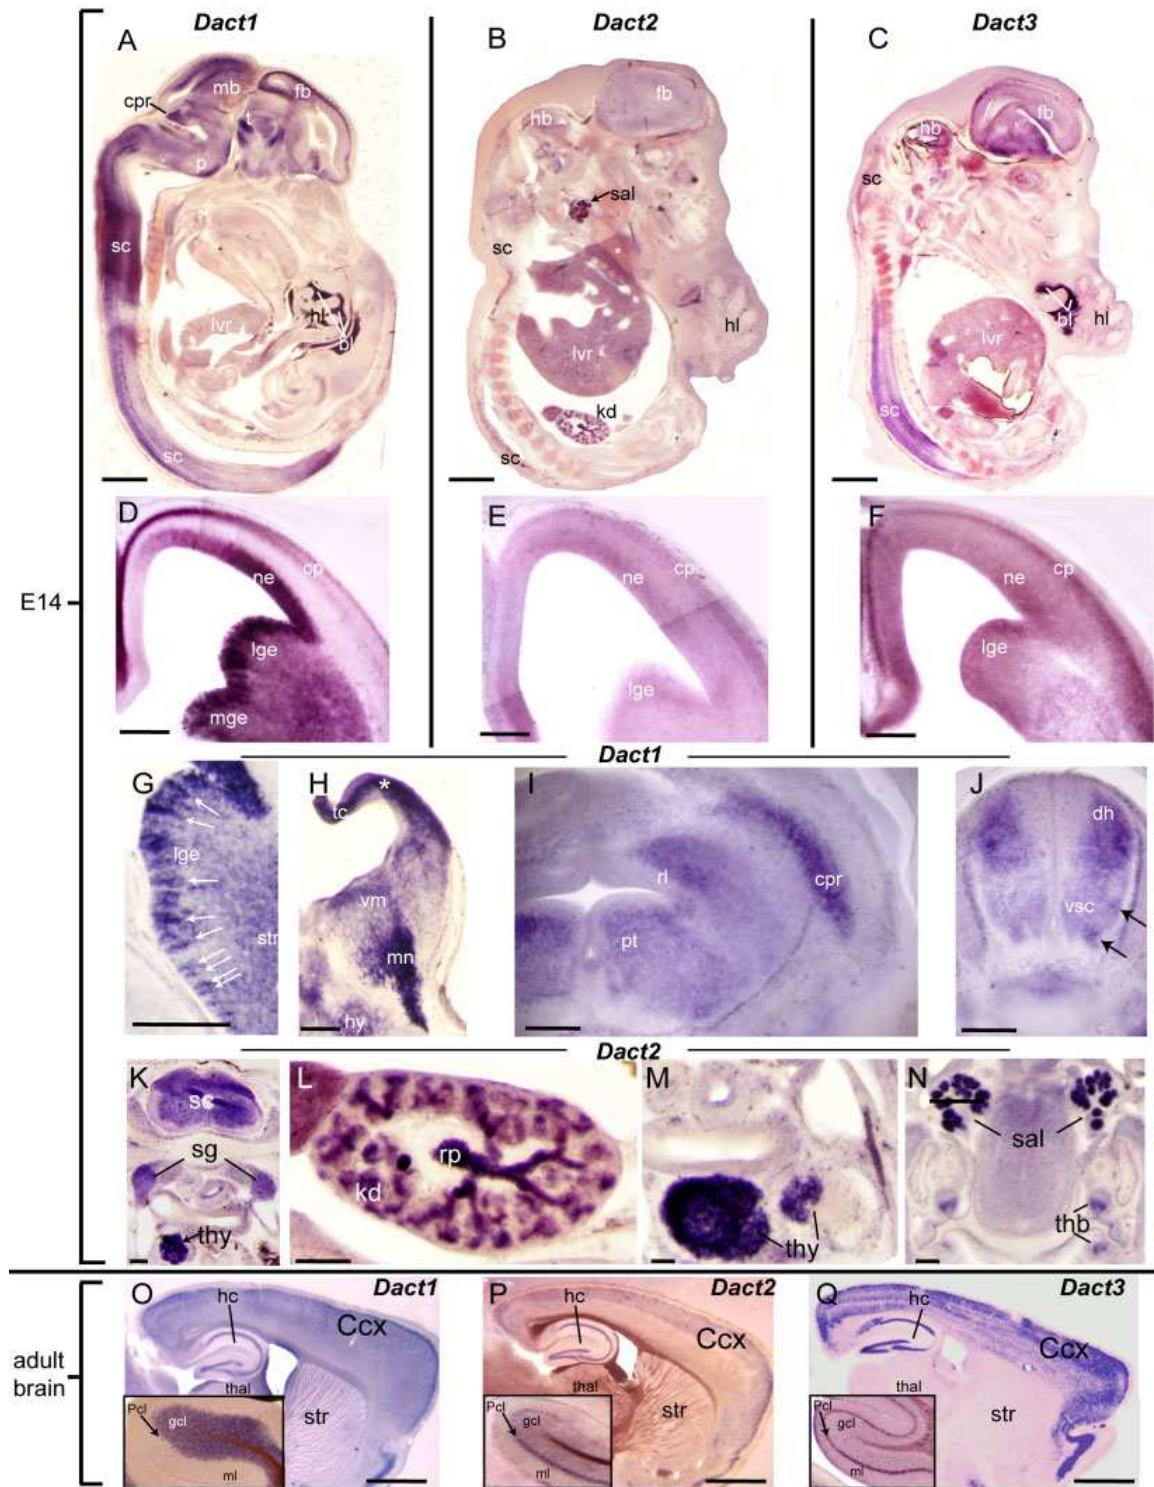 Dact1
Dact2
Dact3
A
mb
fb
cpr
t
p
sc
lvr
hl
bl
sc
B
fb
hb
sal
sc
lvr
hl
kd
sc
C
fb
hb
sc
bl
hl
lvr
sc
E14
D
ne
cp
lge
mge
E
ne
cp
lge
F
ne
cp
lge
Dact1
G
lge
str
H
*
tc
vm
mn
hy
I
rl
cpr
pt
J
dh
vsc
Dact2
K
sc
sg
thy
L
rp
kd
M
thy
N
sal
thb
adult
brain
O
Dact1
hc
Ccx
thal
str
Pcl
gcl
ml
P
Dact2
hc
Ccx
thal
str
Pcl
gcl
ml
Q
Dact3
hc
Ccx
thal
str
Pcl
gcl
ml